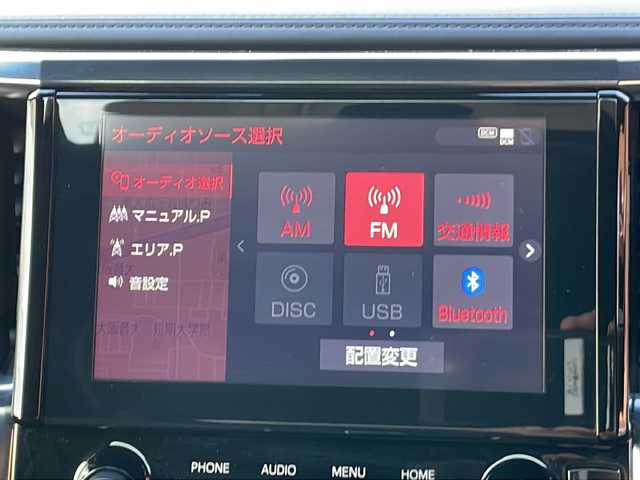 オーディオソース選択
DCM
オーディオ選択
マニュアル.P
エリア.P
音設定
AM
FM
交通情報
DISC
USB
Bluetooth
配置変更
PHONE
AUDIO
MENU
HOME